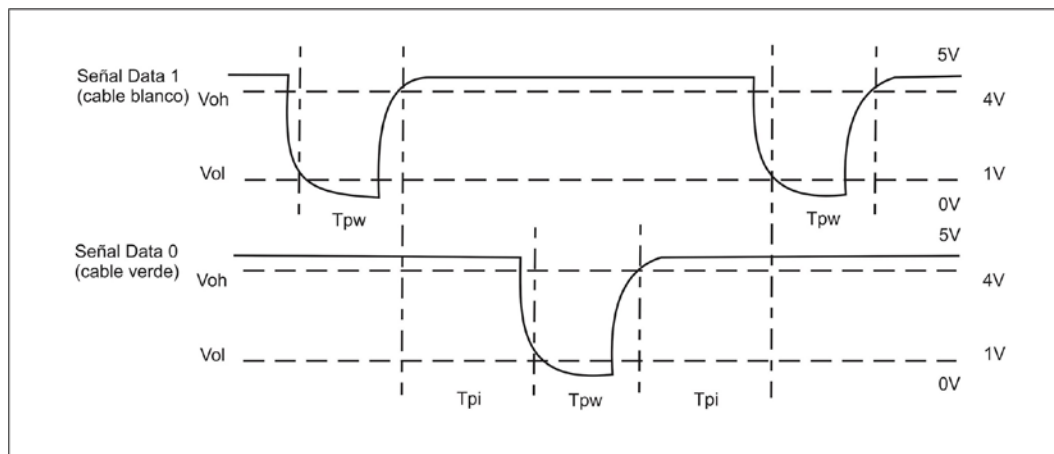 5V
Señal Data 1
(cable blanco)
Voh
4V
Vol
1V
0V
Tpw
Tpw
5V
Señal Data 0
(cable verde)
Voh
4V
Vol
1V
0V
Tpi
Tpw
Tpi